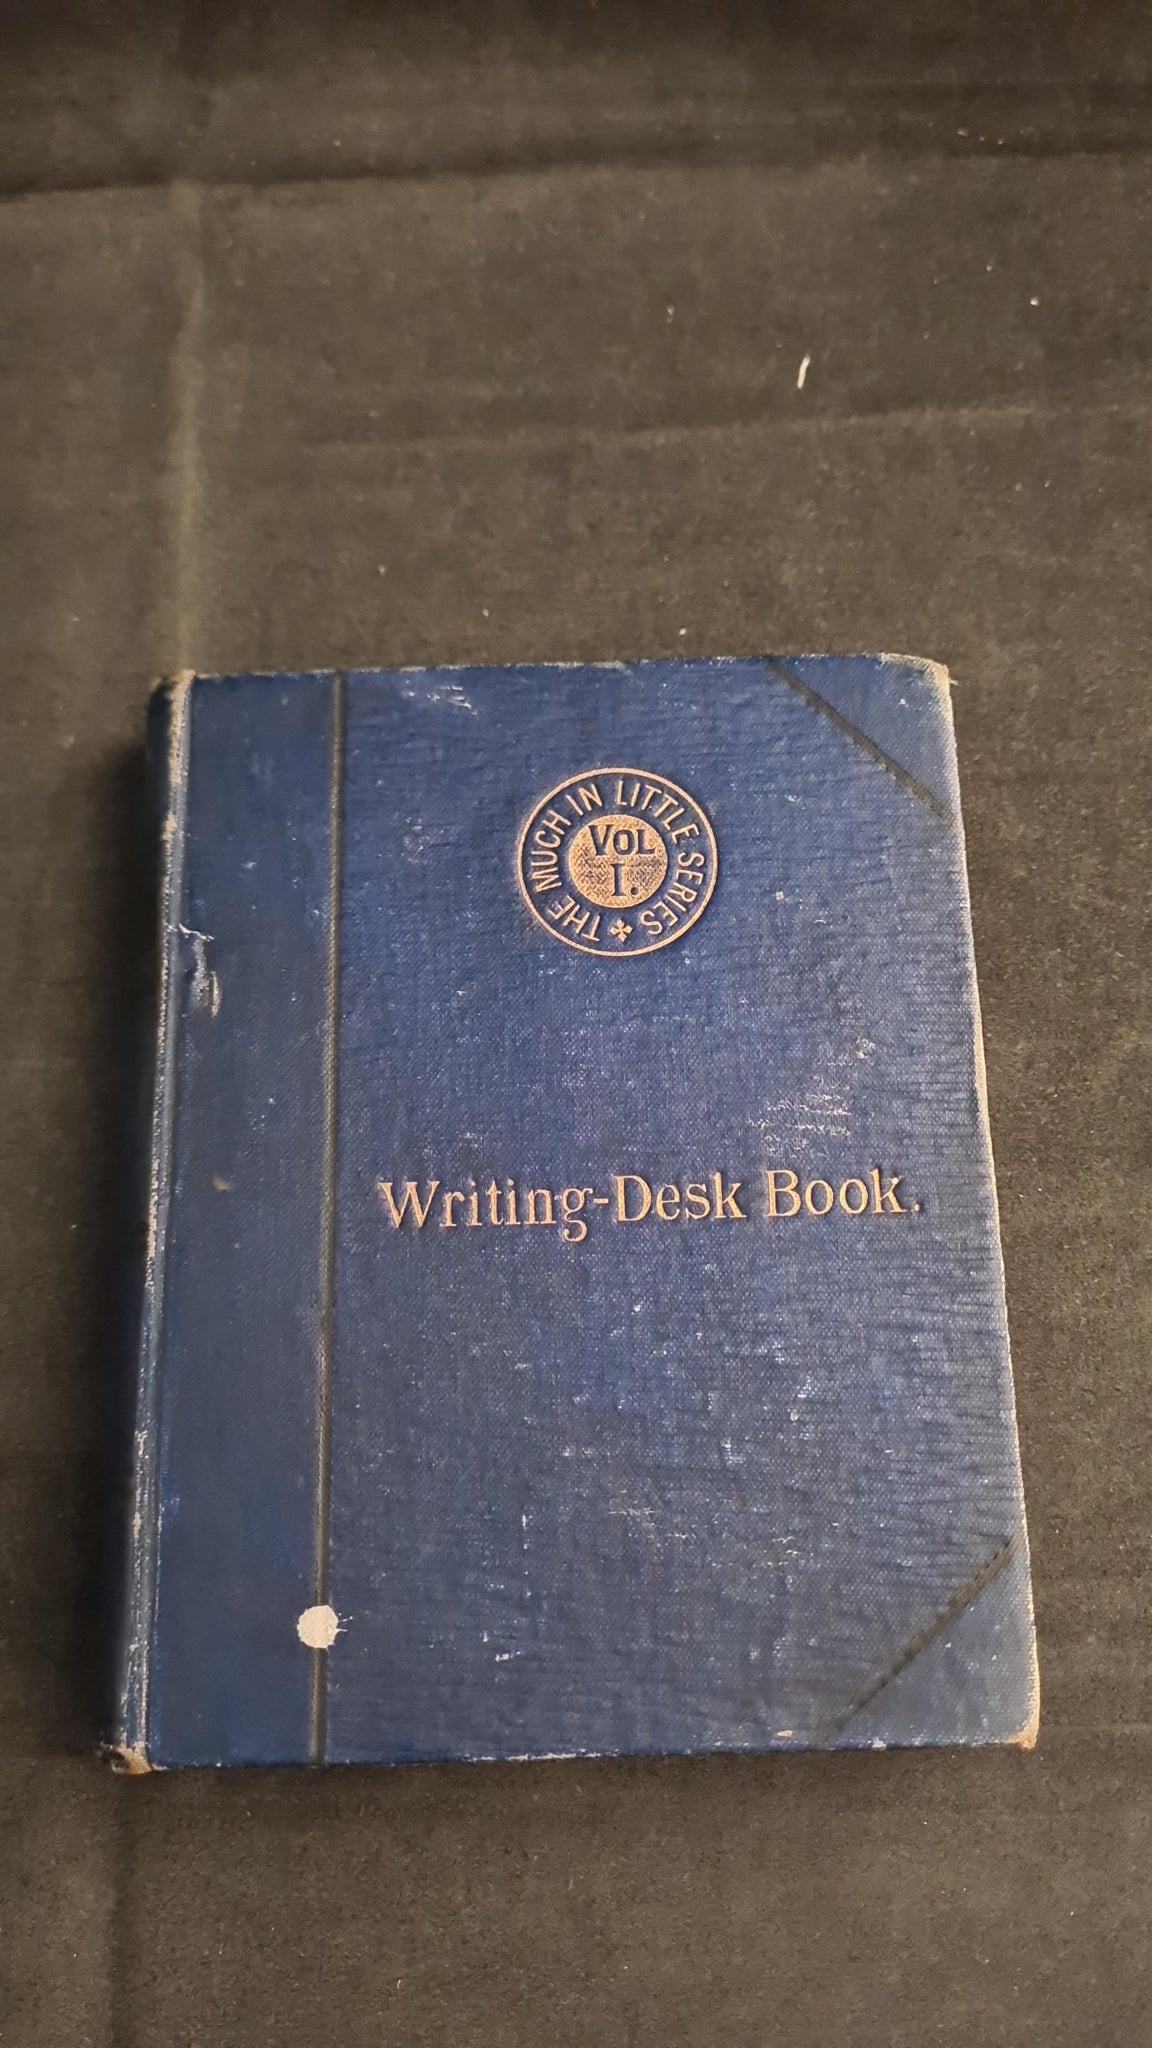 THE MUCH IN LITTLE SERIES
VOL
I.
Writing-Desk Book.